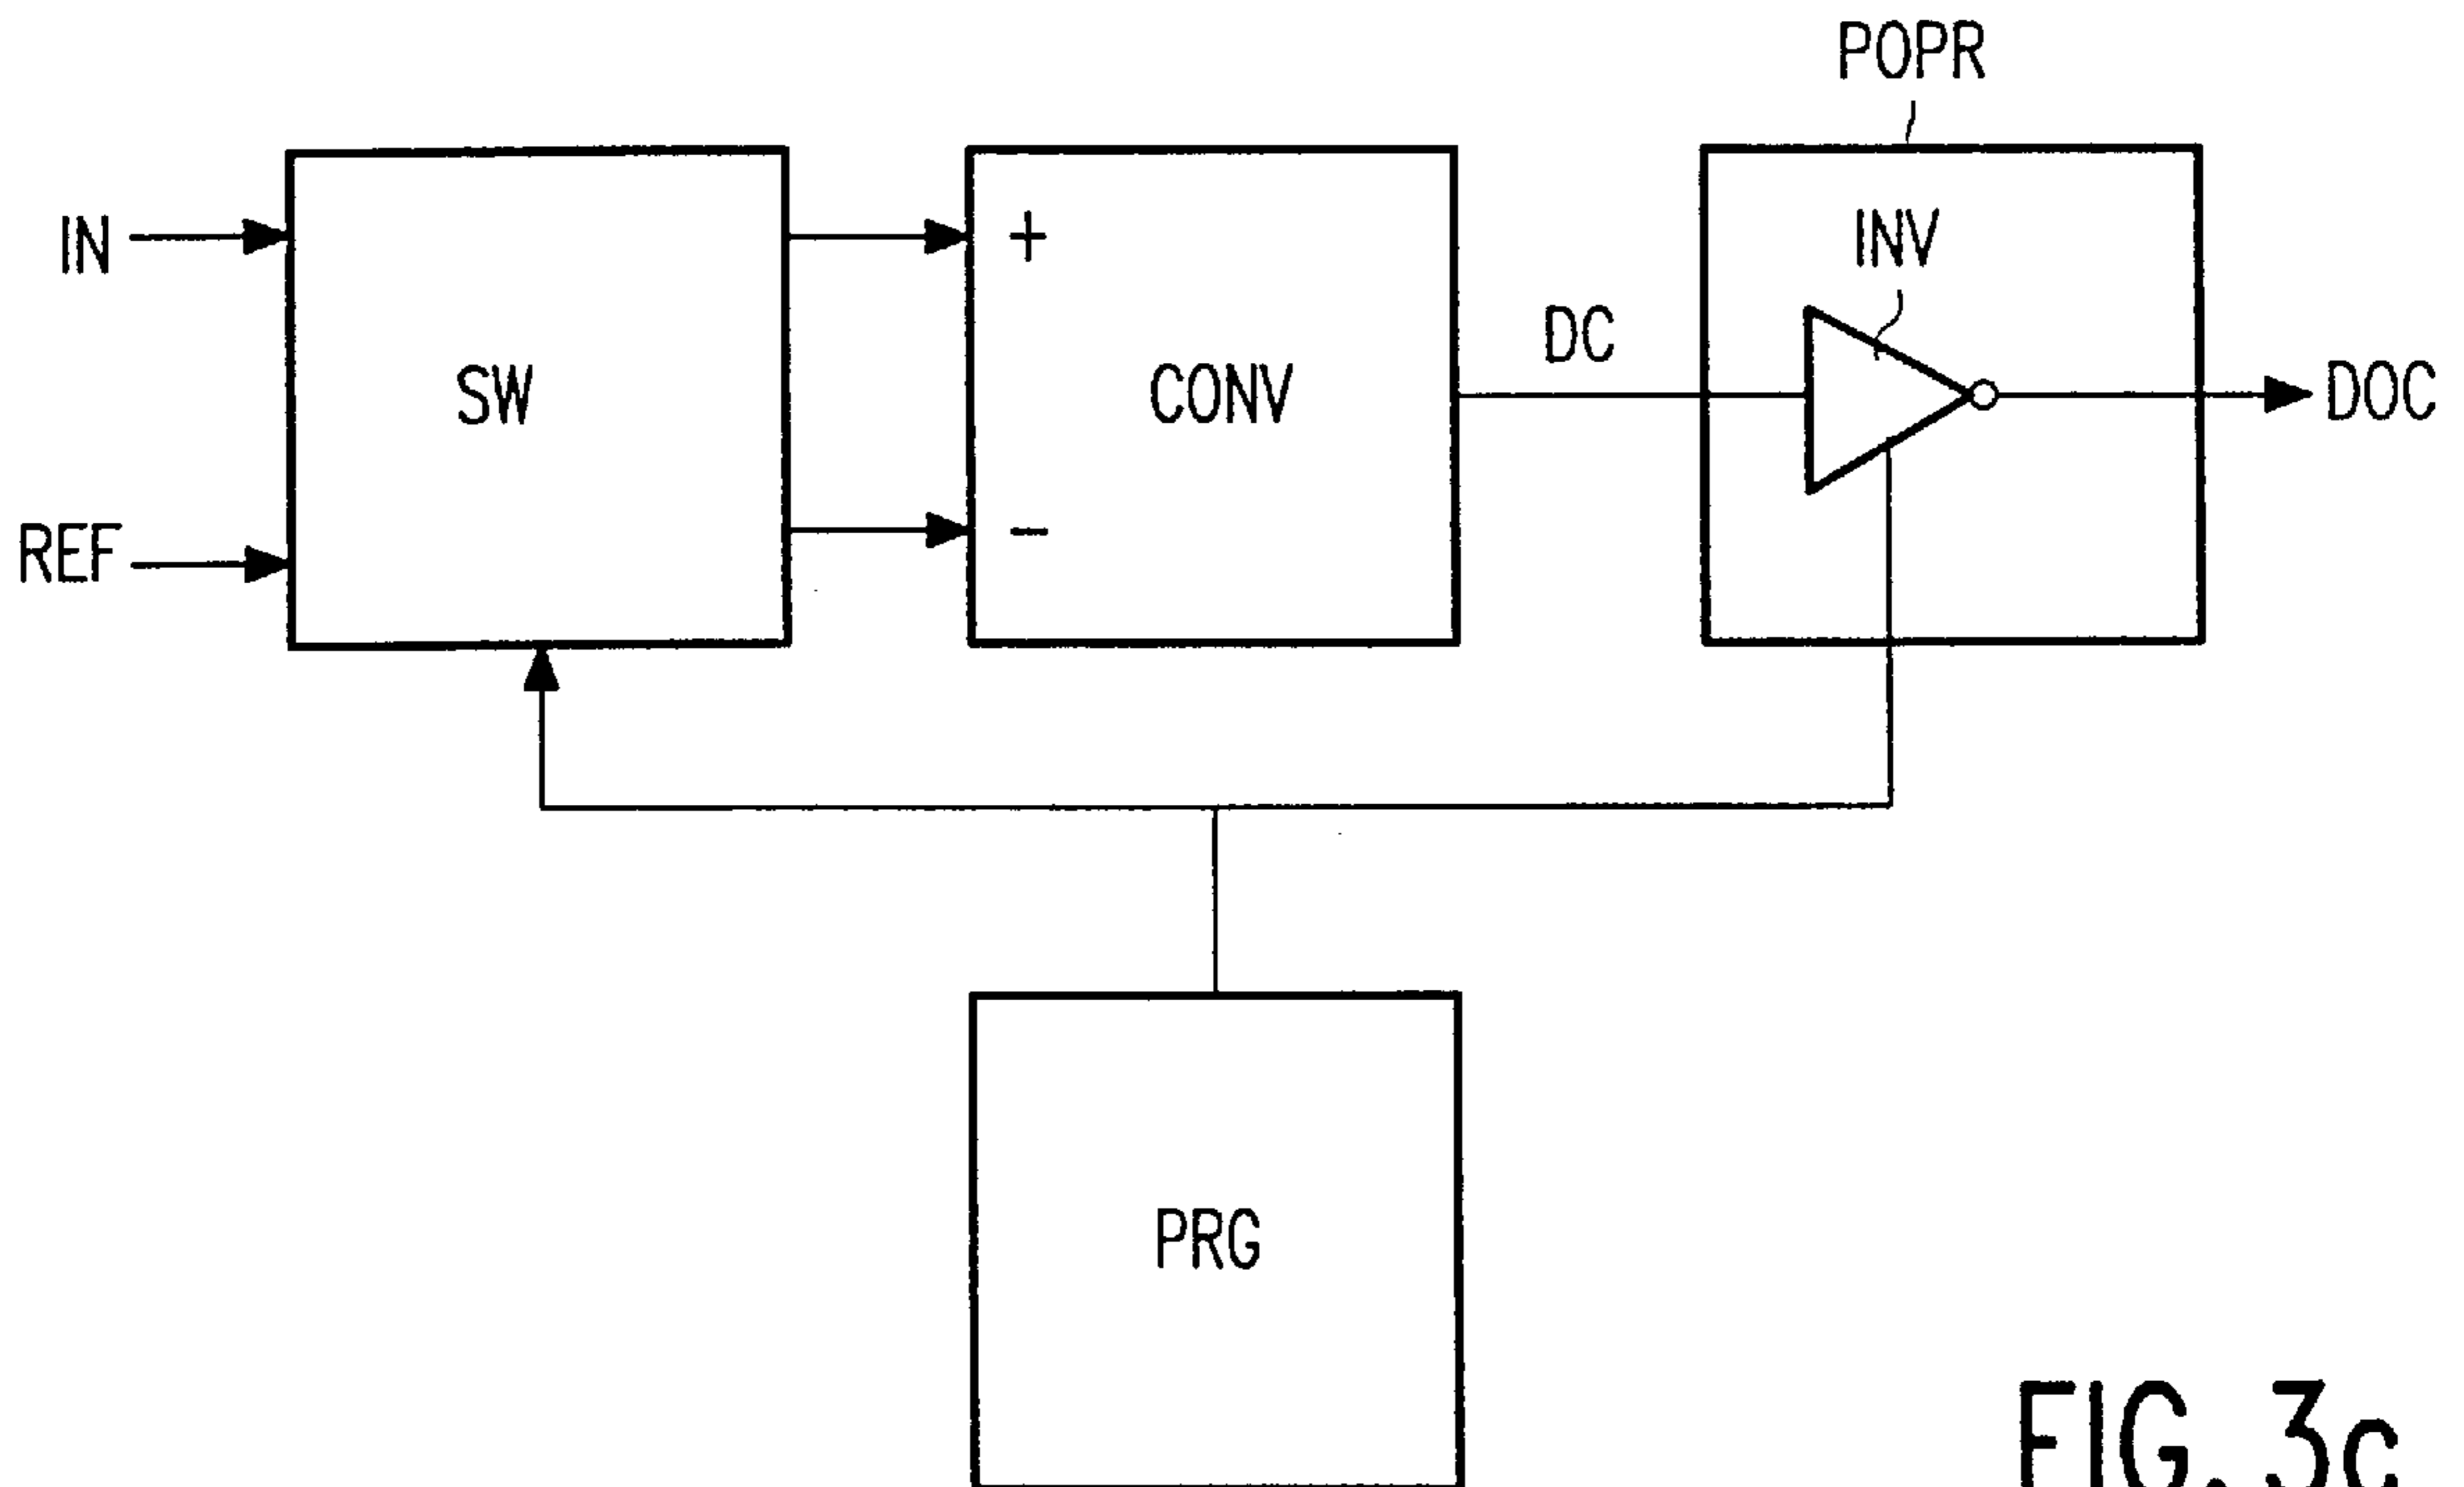 POPR
IN
+
INV
SW
CONV
DC
DOC
REF
−
PRG
FIG. 3c